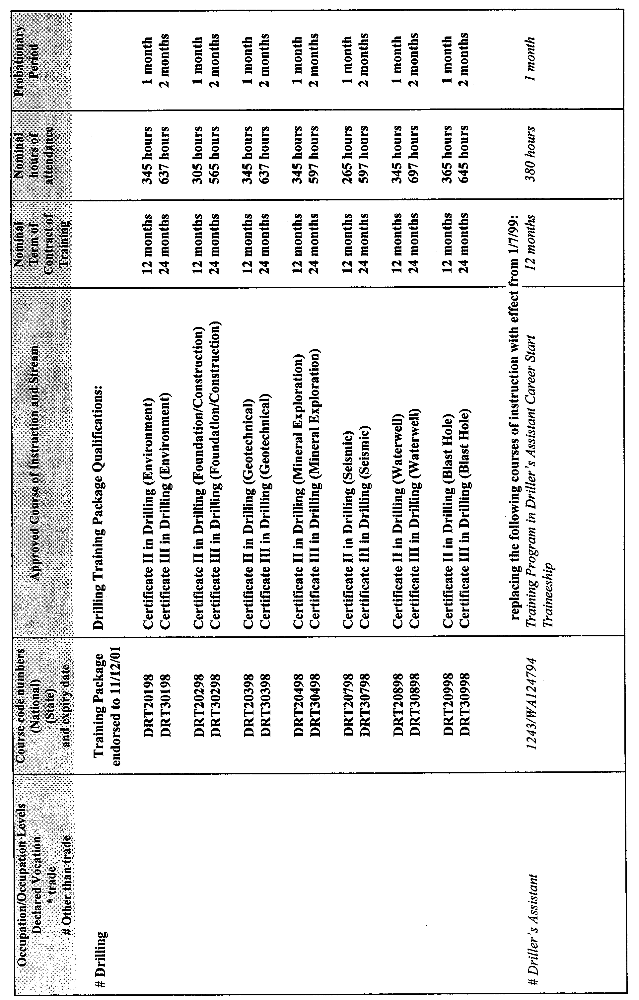 Occupation/Occupation Levels
Declared Vocation
* trade
# Other than trade
Course code numbers
(National)
(State)
and expiry date
Approved Course of Instruction and Stream
Nominal
Term of
Contract of
Training
Nominal
hours of
attendance
Probationary
Period
# Drilling Training Package Drilling Training Package Qualifications:
endorsed to 11/12/01
DRT20198 Certificate II in Drilling (Environment) 12 months 345 hours 1 month
DRT30198 Certificate III in Drilling (Environment) 24 months 637 hours 2 months
DRT20298 Certificate II in Drilling (Foundation/Construction) 12 months 305 hours 1 month
DRT30298 Certificate III in Drilling (Foundation/Construction) 24 months 565 hours 2 months
DRT20398 Certificate II in Drilling (Geotechnical) 12 months 345 hours 1 month
DRT30398 Certificate III in Drilling (Geotechnical) 24 months 637 hours 2 months
DRT20498 Certificate II in Drilling (Mineral Exploration) 12 months 345 hours 1 month
DRT30498 Certificate III in Drilling (Mineral Exploration) 24 months 597 hours 2 months
DRT20798 Certificate II in Drilling (Seismic) 12 months 265 hours 1 month
DRT30798 Certificate III in Drilling (Seismic) 24 months 597 hours 2 months
DRT20898 Certificate II in Drilling (Waterwell) 12 months 345 hours 1 month
DRT30898 Certificate III in Drilling (Waterwell) 24 months 697 hours 2 months
DRT20998 Certificate II in Drilling (Blast Hole) 12 months 365 hours 1 month
DRT30998 Certificate III in Drilling (Blast Hole) 24 months 645 hours 2 months
replacing the following courses of instruction with effect from 1/7/99:
# Driller's Assistant 1243/WA124794 Training Program in Driller's Assistant Career Start 12 months 380 hours 1 month
Traineeship